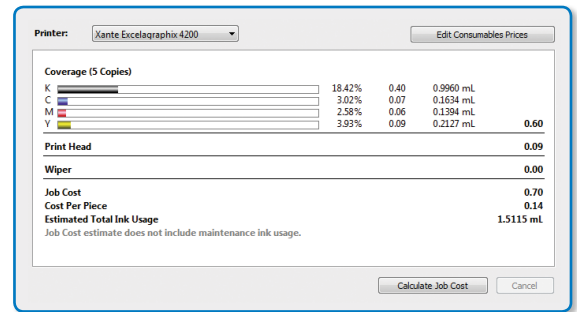 Printer: Xante Excelagraphix 4200 Edit Consumables Prices
Coverage (5 Copies)
K 18.42% 0.40 0.9960 mL
C 3.02% 0.07 0.1634 mL
M 2.58% 0.06 0.1394 mL
Y 3.93% 0.09 0.2127 mL 0.60
Print Head 0.09
Wiper 0.00
Job Cost 0.70
Cost Per Piece 0.14
Estimated Total Ink Usage 1.5115 mL
Job Cost estimate does not include maintenance ink usage.
Calculate Job Cost Cancel